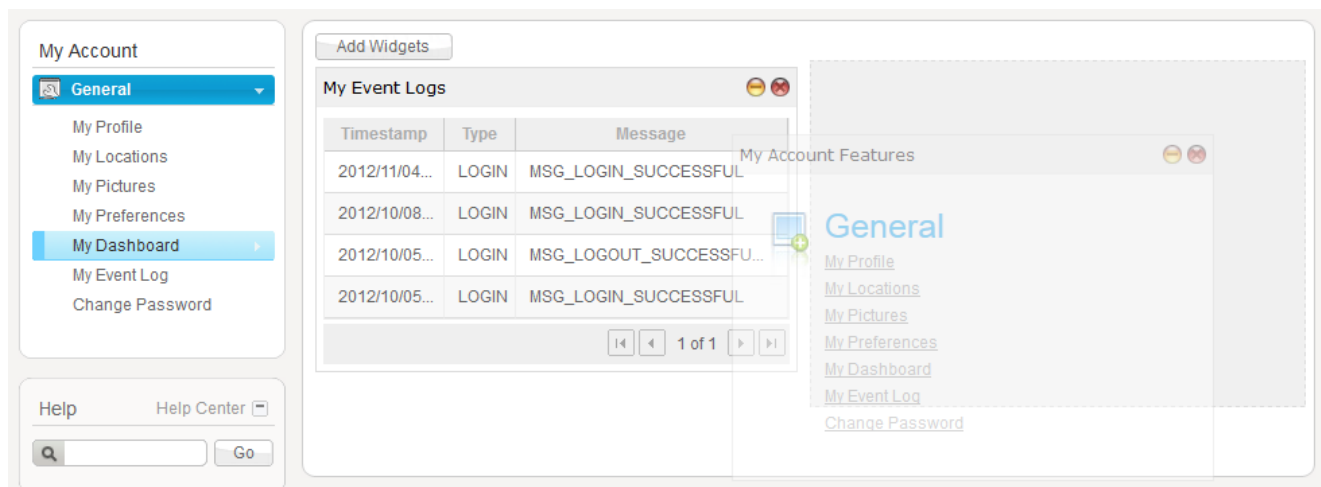 My Account
General
My Profile
My Locations
My Pictures
My Preferences
My Dashboard
My Event Log
Change Password
Help
Help Center
Go
Add Widgets
My Event Logs
Timestamp Type Message
2012/11/04... LOGIN MSG_LOGIN_SUCCESSFUL
2012/10/08... LOGIN MSG_LOGIN_SUCCESSFUL
2012/10/05... LOGIN MSG_LOGOUT_SUCCESSFU...
2012/10/05... LOGIN MSG_LOGIN_SUCCESSFUL
1 of 1
My Account Features
General
My Profile
My Locations
My Pictures
My Preferences
My Dashboard
My Event Log
Change Password